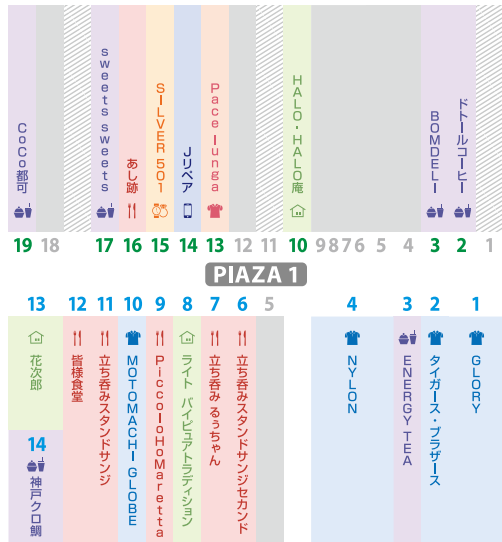 CoCo都可
sweets sweets
あし跡
SILVER 501
Jリペア
Pace lunga
HALO・HALO庵
BOMDELI
ドトールコーヒー
19 18 17 16 15 14 13 12 11 10 9 8 7 6 5 4 3 2 1
PIAZA 1
13 12 11 10 9 8 7 6 5 4 3 2 1
花次郎
14
神戸クロ鯛
皆様食堂
立ち呑みスタンドサンジ
MOTOMACHI GLOBE
PiccoloHoMaretta
ライト バイピュアトラディション
立ち呑み るぅちゃん
立ち呑みスタンドサンジセカンド
NYLON
ENERGY TEA
タイガース・ブラザース
GLORY